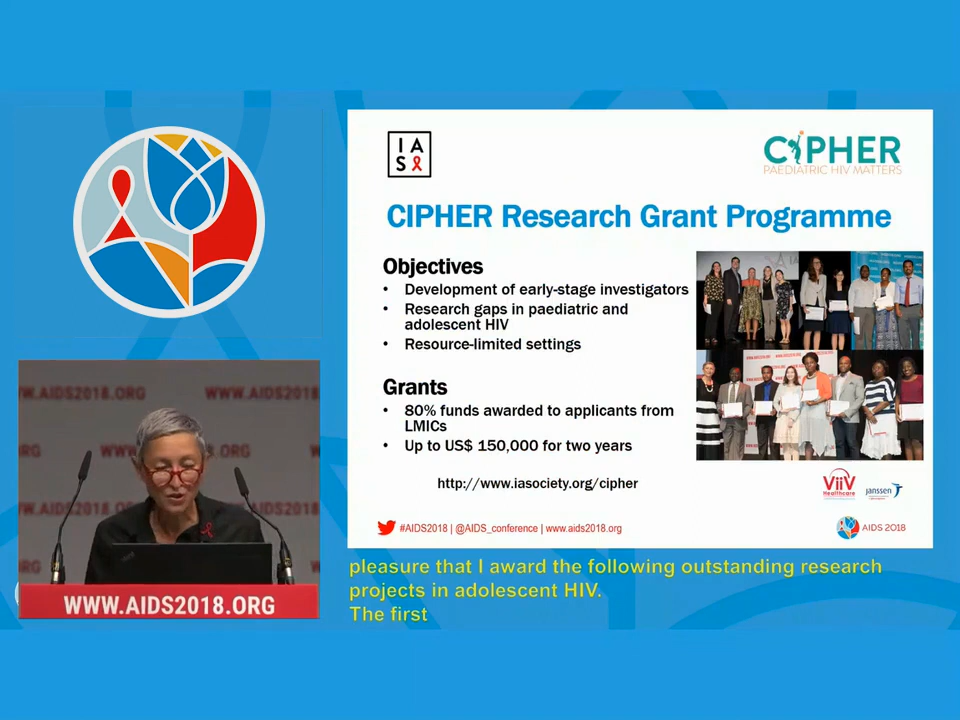 I A
S
CIPHER
PAEDIATRIC HIV MATTERS
CIPHER Research Grant Programme
Objectives
• Development of early-stage investigators
• Research gaps in paediatric and
adolescent HIV
• Resource-limited settings
Grants
• 80% funds awarded to applicants from
LMICs
• Up to US$ 150,000 for two years
http://www.iasociety.org/cipher
ViiV
Healthcare
janssen
#AIDS2018 | @AIDS_conference | www.aids2018.org
AIDS 2018
WWW.AIDS2018.ORG
WWW.AIDS2018.ORG
pleasure that I award the following outstanding research
projects in adolescent HIV.
The first